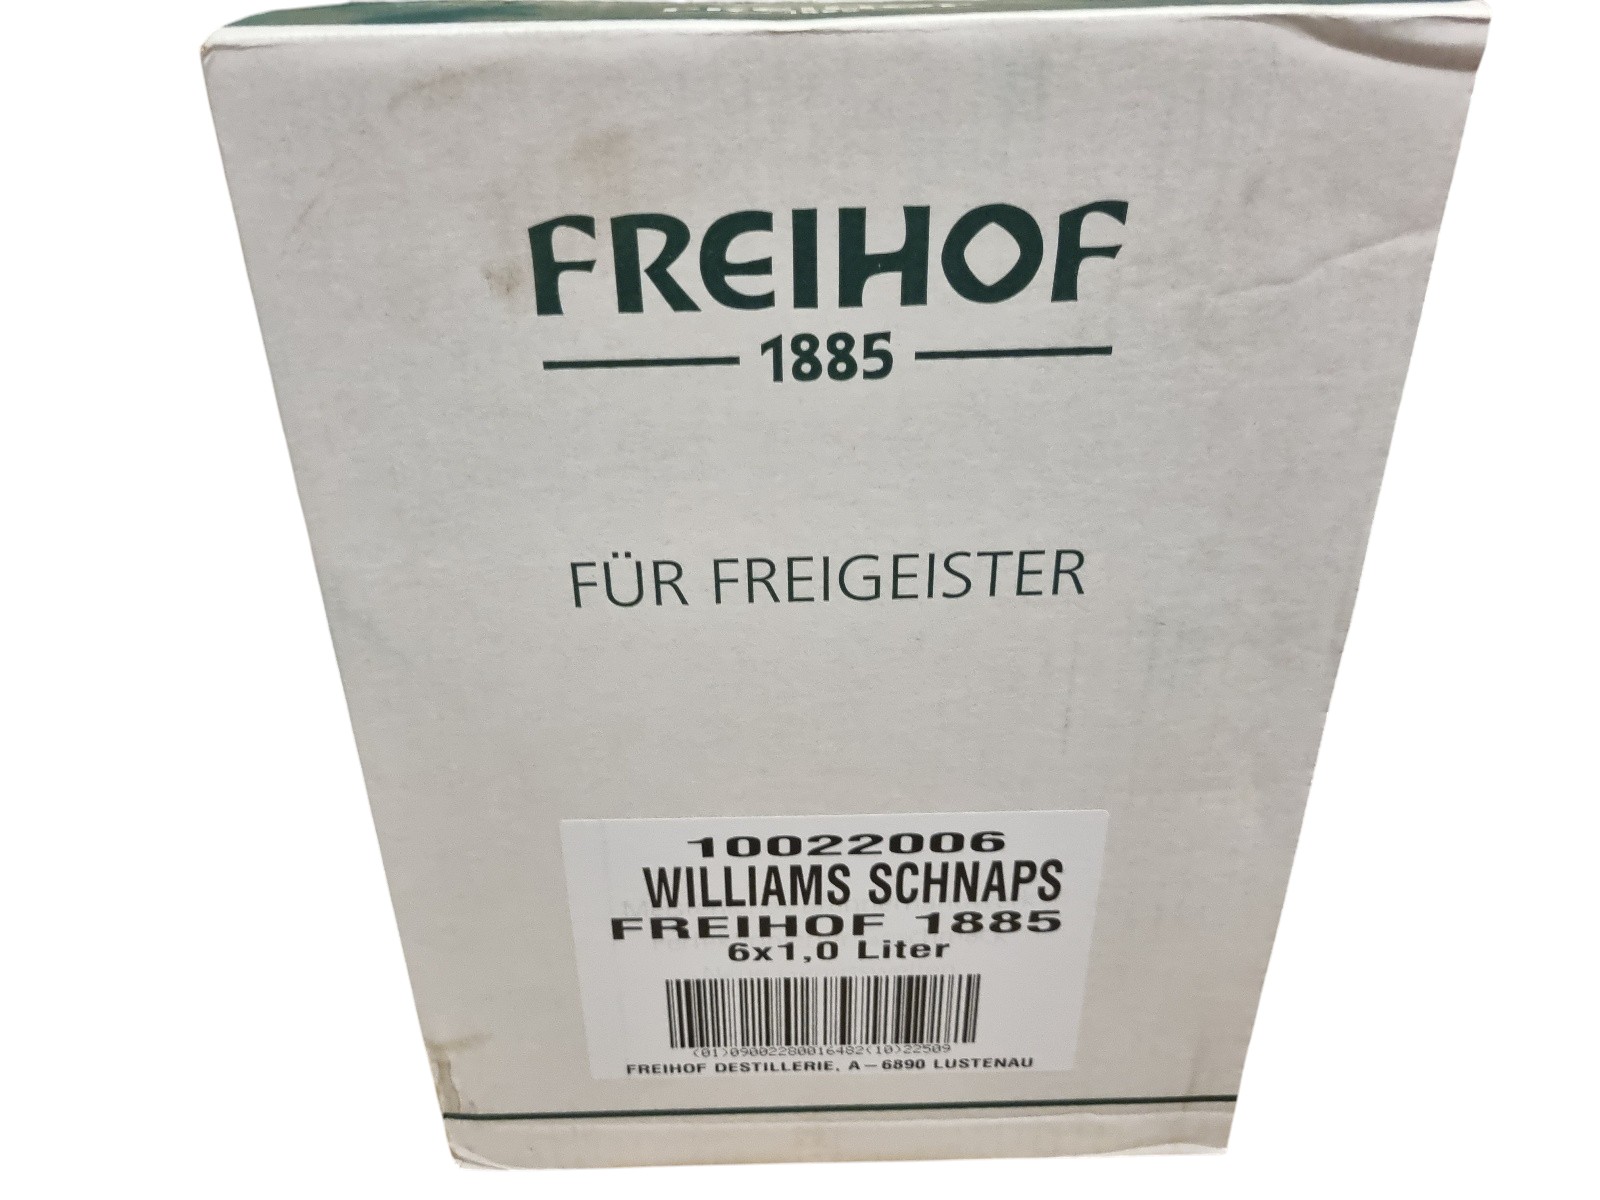 FREIHOF
1885
FÜR FREIGEISTER
10022006
WILLIAMS SCHNAPS
FREIHOF 1885
6x1,0 Liter
(01)09002280016482(10)22509
FREIHOF DESTILLERIE, A-6890 LUSTENAU